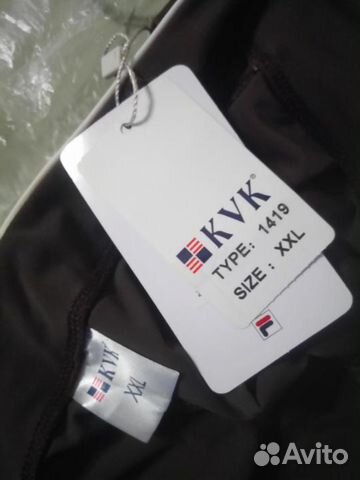 KVK®
TYPE: 1419
SIZE: XXL
F
KVK
XXL
Avito